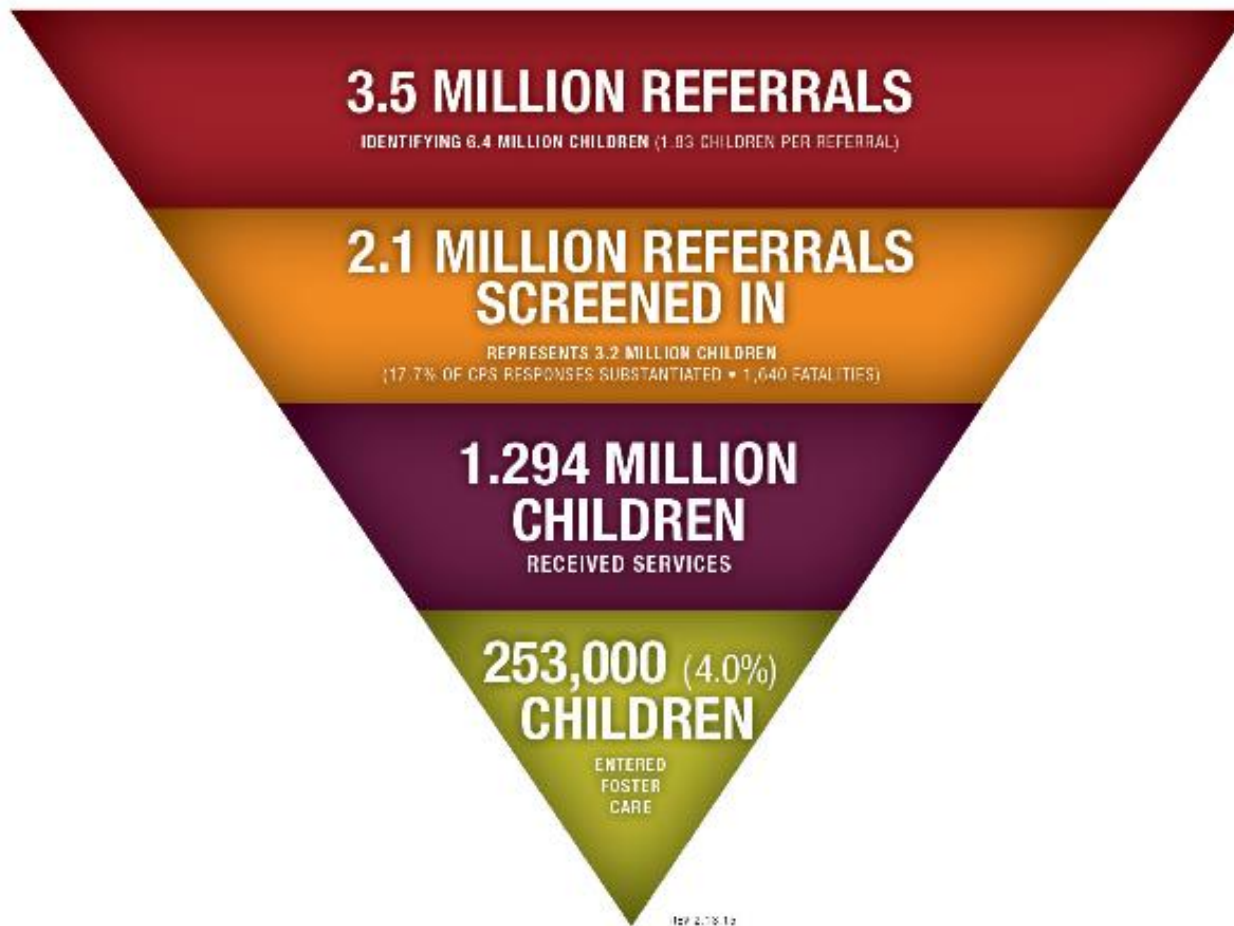 3.5 MILLION REFERRALS
IDENTIFYING 6.4 MILLION CHILDREN (1.83 CHILDREN PER REFERRAL)
2.1 MILLION REFERRALS
SCREENED IN
REPRESENTS 3.2 MILLION CHILDREN
(17.7% OF CPS RESPONSES SUBSTANTIATED • 1,640 FATALITIES)
1.294 MILLION
CHILDREN
RECEIVED SERVICES
253,000 (4.0%)
CHILDREN
ENTERED
FOSTER
CARE